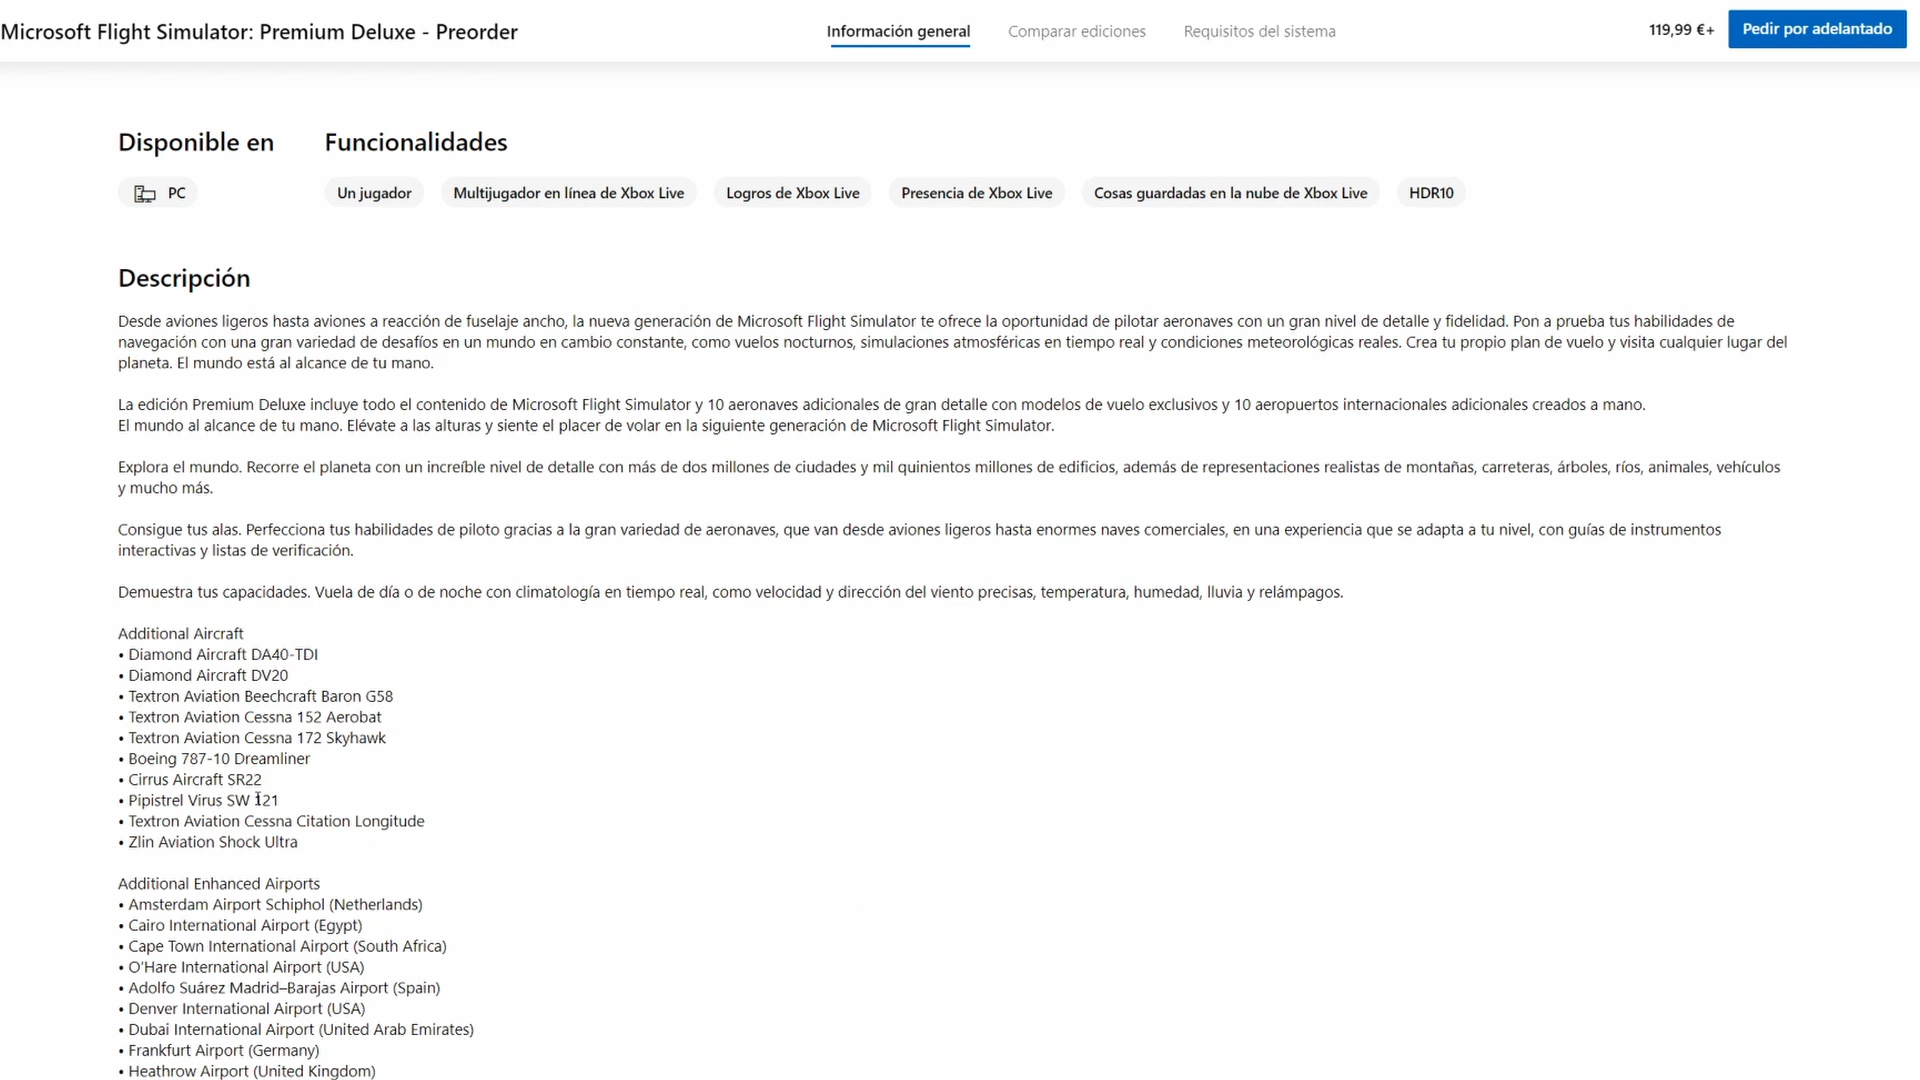 Microsoft Flight Simulator: Premium Deluxe - Preorder
Información general
Comparar ediciones
Requisitos del sistema
119,99 €+
Pedir por adelantado
Disponible en
Funcionalidades
PC
Un jugador
Multijugador en línea de Xbox Live
Logros de Xbox Live
Presencia de Xbox Live
Cosas guardadas en la nube de Xbox Live
HDR10
Descripción
Desde aviones ligeros hasta aviones a reacción de fuselaje ancho, la nueva generación de Microsoft Flight Simulator te ofrece la oportunidad de pilotar aeronaves con un gran nivel de detalle y fidelidad. Pon a prueba tus habilidades de
navegación con una gran variedad de desafíos en un mundo en cambio constante, como vuelos nocturnos, simulaciones atmosféricas en tiempo real y condiciones meteorológicas reales. Crea tu propio plan de vuelo y visita cualquier lugar del
planeta. El mundo está al alcance de tu mano.
La edición Premium Deluxe incluye todo el contenido de Microsoft Flight Simulator y 10 aeronaves adicionales de gran detalle con modelos de vuelo exclusivos y 10 aeropuertos internacionales adicionales creados a mano.
El mundo al alcance de tu mano. Elévate a las alturas y siente el placer de volar en la siguiente generación de Microsoft Flight Simulator.
Explora el mundo. Recorre el planeta con un increíble nivel de detalle con más de dos millones de ciudades y mil quinientos millones de edificios, además de representaciones realistas de montañas, carreteras, árboles, ríos, animales, vehículos
y mucho más.
Consigue tus alas. Perfecciona tus habilidades de piloto gracias a la gran variedad de aeronaves, que van desde aviones ligeros hasta enormes naves comerciales, en una experiencia que se adapta a tu nivel, con guías de instrumentos
interactivas y listas de verificación.
Demuestra tus capacidades. Vuela de día o de noche con climatología en tiempo real, como velocidad y dirección del viento precisas, temperatura, humedad, lluvia y relámpagos.
Additional Aircraft
• Diamond Aircraft DA40-TDI
• Diamond Aircraft DV20
• Textron Aviation Beechcraft Baron G58
• Textron Aviation Cessna 152 Aerobat
• Textron Aviation Cessna 172 Skyhawk
• Boeing 787-10 Dreamliner
• Cirrus Aircraft SR22
• Pipistrel Virus SW 121
• Textron Aviation Cessna Citation Longitude
• Zlin Aviation Shock Ultra
Additional Enhanced Airports
• Amsterdam Airport Schiphol (Netherlands)
• Cairo International Airport (Egypt)
• Cape Town International Airport (South Africa)
• O'Hare International Airport (USA)
• Adolfo Suárez Madrid–Barajas Airport (Spain)
• Denver International Airport (USA)
• Dubai International Airport (United Arab Emirates)
• Frankfurt Airport (Germany)
• Heathrow Airport (United Kingdom)